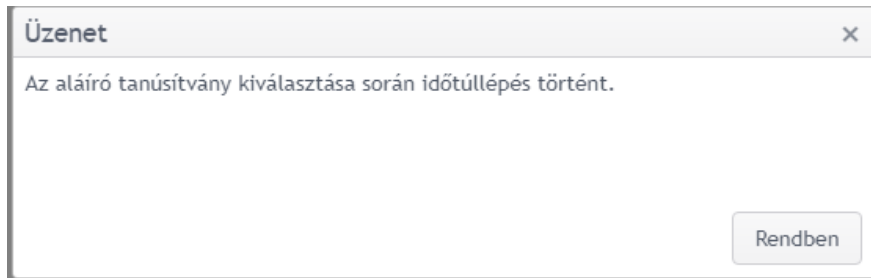 Üzenet
Az aláíró tanúsítvány kiválasztása során időtúllépés történt.
Rendben